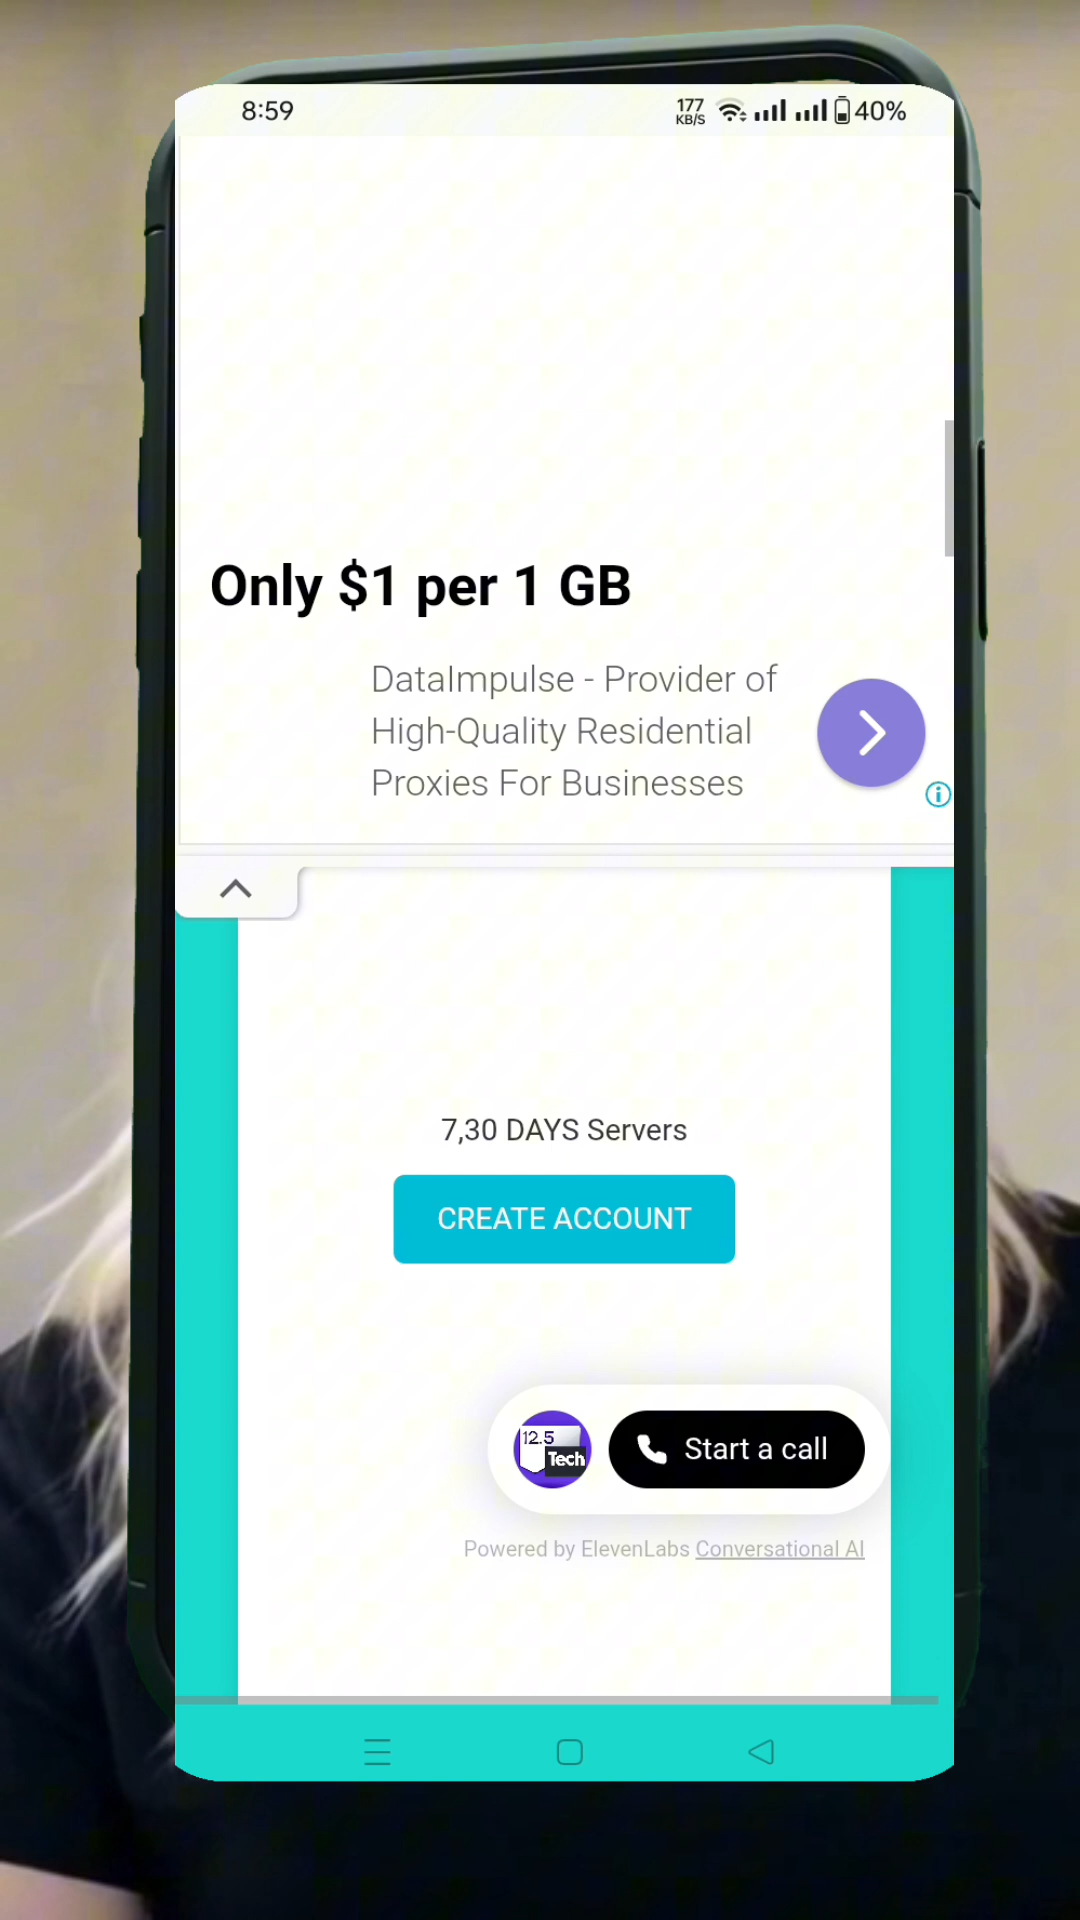 8:59
177
KB/S
40%
Only $1 per 1 GB
DataImpulse - Provider of
High-Quality Residential
Proxies For Businesses
7,30 DAYS Servers
CREATE ACCOUNT
12.5
Tech
Start a call
Powered by ElevenLabs Conversational AI